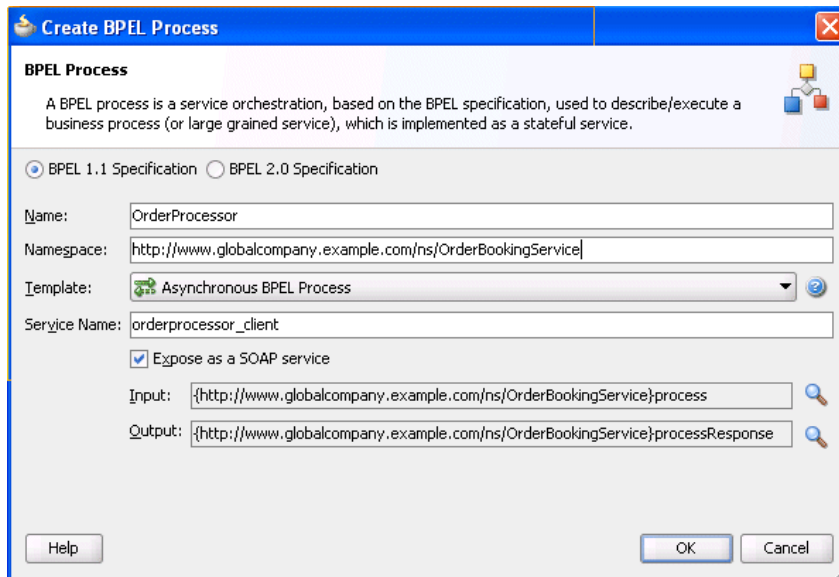 Create BPEL Process
BPEL Process
A BPEL process is a service orchestration, based on the BPEL specification, used to describe/execute a
business process (or large grained service), which is implemented as a stateful service.
BPEL 1.1 Specification BPEL 2.0 Specification
Name: OrderProcessor
Namespace: http://www.globalcompany.example.com/ns/OrderBookingService
Template: Asynchronous BPEL Process
Service Name: orderprocessor_client
Expose as a SOAP service
Input: {http://www.globalcompany.example.com/ns/OrderBookingService}process
Output: {http://www.globalcompany.example.com/ns/OrderBookingService}processResponse
Help OK Cancel